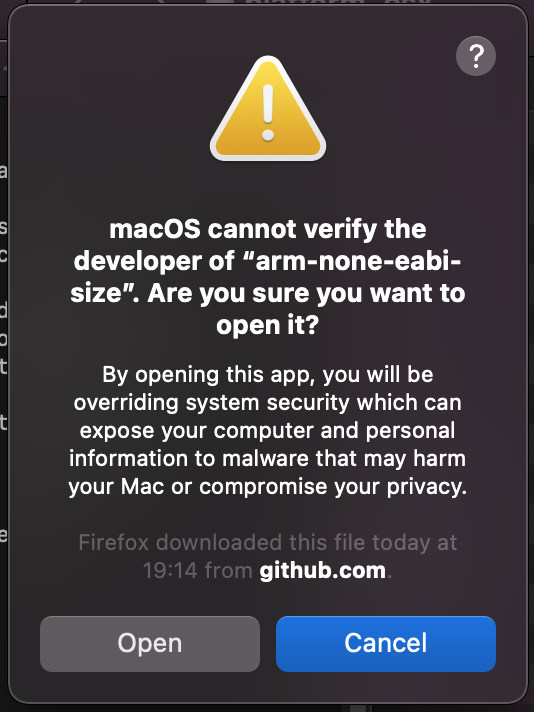 ?
macOS cannot verify the
developer of “arm-none-eabi-
size”. Are you sure you want to
open it?
By opening this app, you will be
overriding system security which can
expose your computer and personal
information to malware that may harm
your Mac or compromise your privacy.
Firefox downloaded this file today at
19:14 from github.com.
Open
Cancel